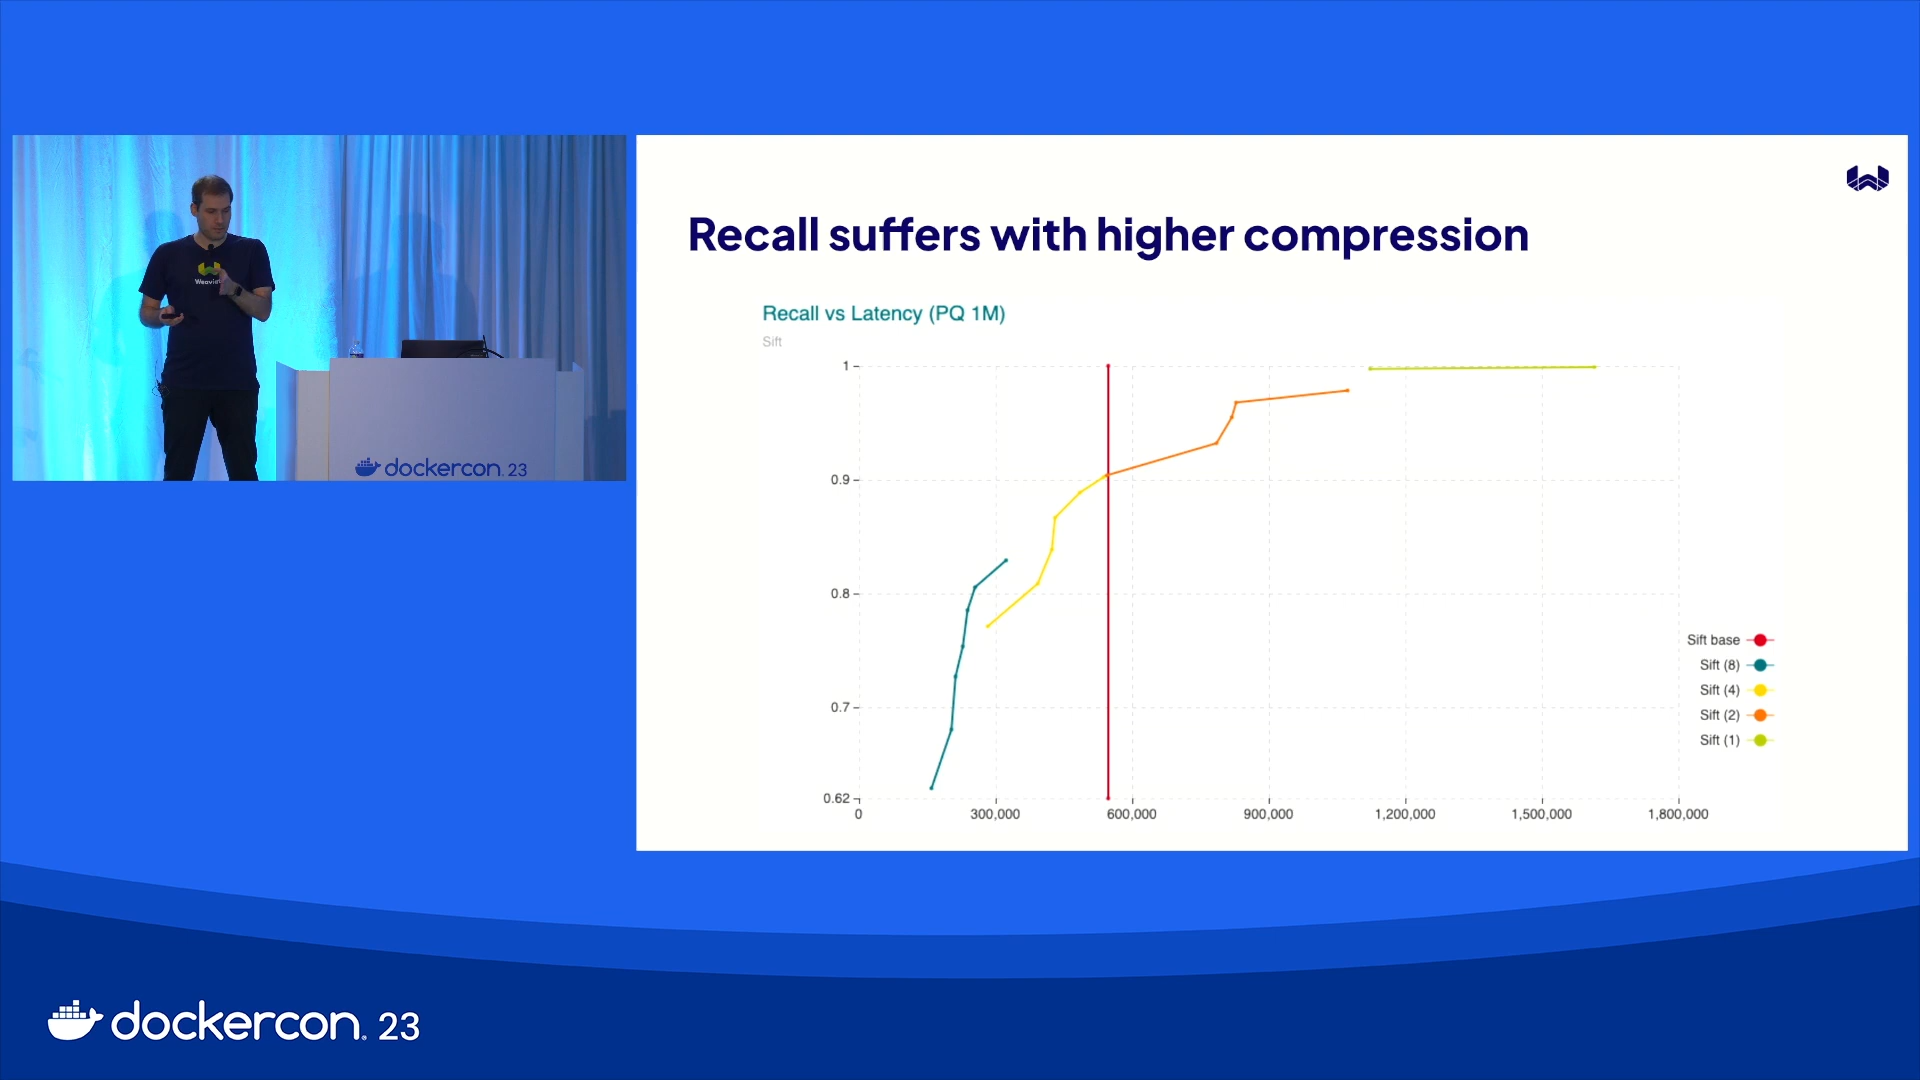 Weaviate
dockercon. 23
Recall suffers with higher compression
Recall vs Latency (PQ 1M)
Sift
1
0.9
0.8
0.7
0.62
0
300,000
600,000
900,000
1,200,000
1,500,000
1,800,000
Sift base
Sift (8)
Sift (4)
Sift (2)
Sift (1)
dockercon. 23